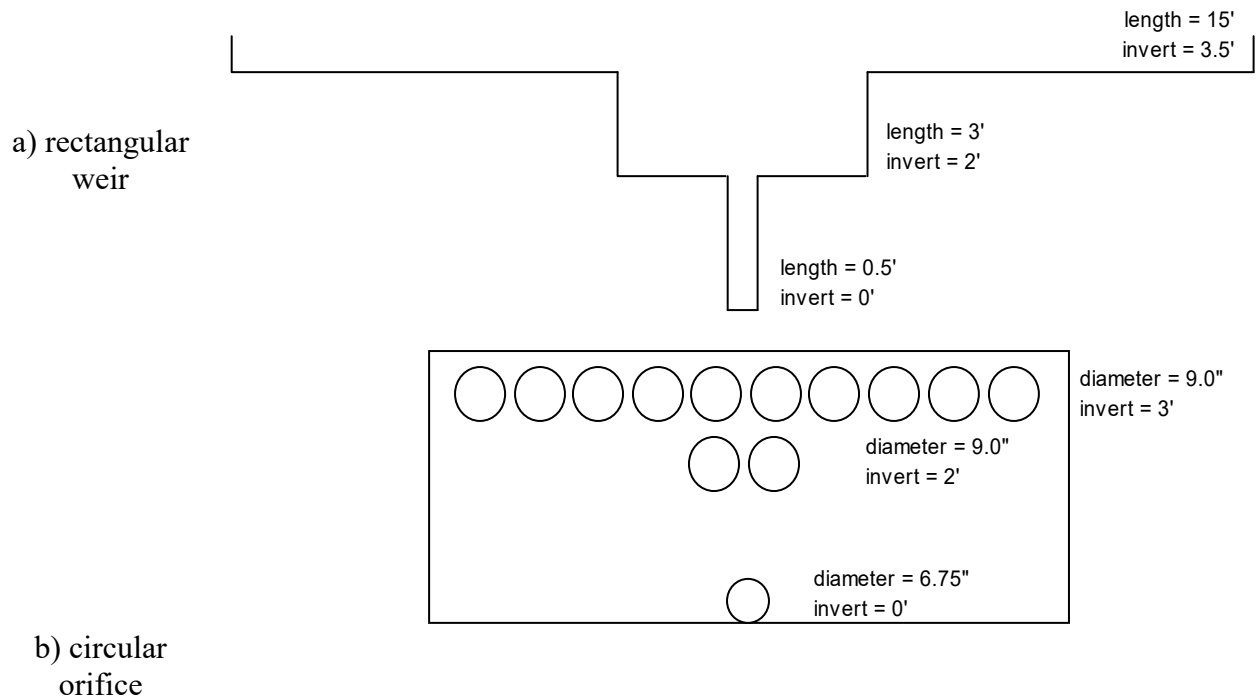 length = 15'
invert = 3.5'
a) rectangular
weir
length = 3'
invert = 2'
length = 0.5'
invert = 0'
diameter = 9.0"
invert = 3'
diameter = 9.0"
invert = 2'
diameter = 6.75"
invert = 0'
b) circular
orifice